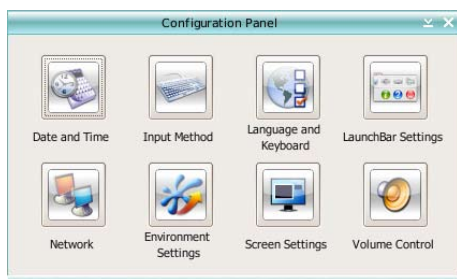 Configuration Panel
Date and Time
Input Method
Language and
Keyboard
LaunchBar Settings
Network
Environment
Settings
Screen Settings
Volume Control